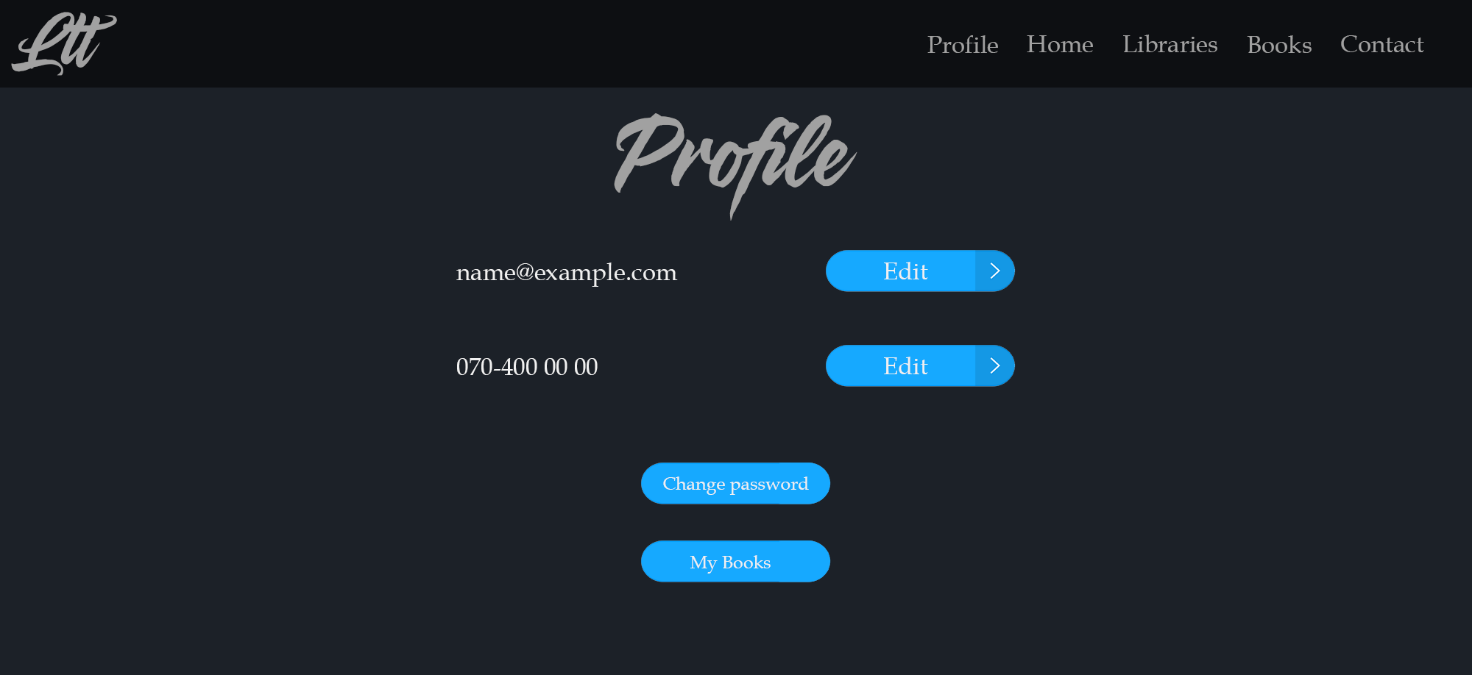 Ltt
Profile Home Libraries Books Contact
Profile
name@example.com Edit
070-400 00 00 Edit
Change password
My Books